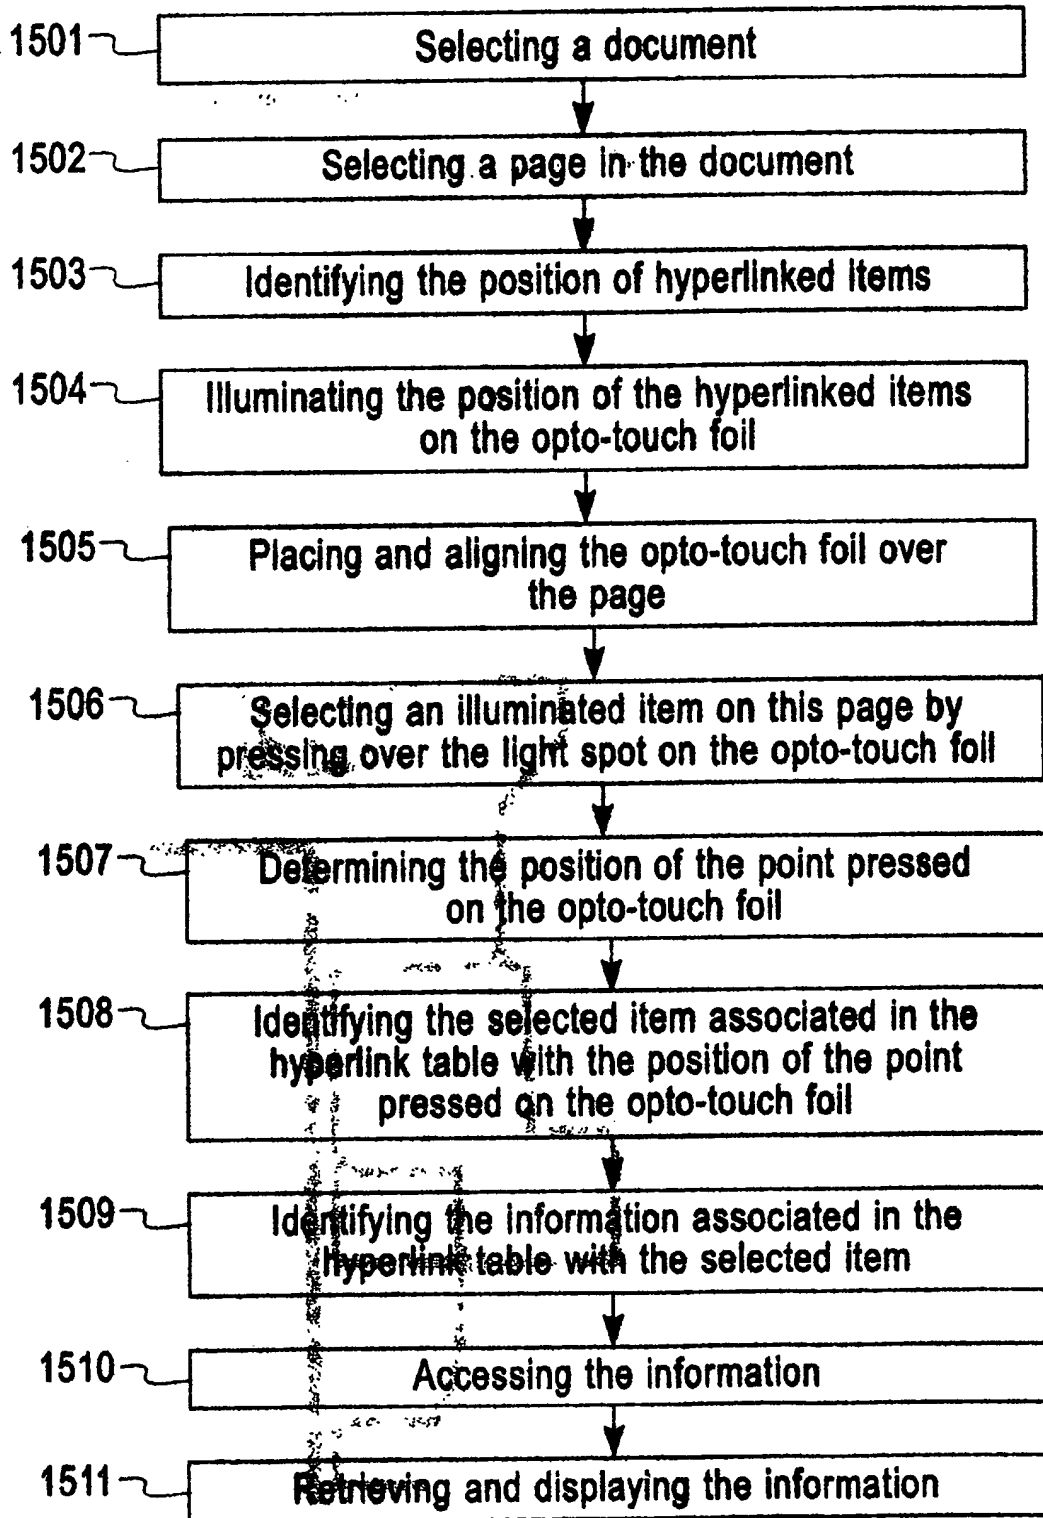 1501
Selecting a document
1502
Selecting a page in the document
1503
Identifying the position of hyperlinked items
1504
Illuminating the position of the hyperlinked items
on the opto-touch foil
1505
Placing and aligning the opto-touch foil over
the page
1506
Selecting an illuminated item on this page by
pressing over the light spot on the opto-touch foil
1507
Determining the position of the point pressed
on the opto-touch foil
1508
Identifying the selected item associated in the
hyperlink table with the position of the point
pressed on the opto-touch foil
1509
Identifying the information associated in the
hyperlink table with the selected item
1510
Accessing the information
1511
Retrieving and displaying the information